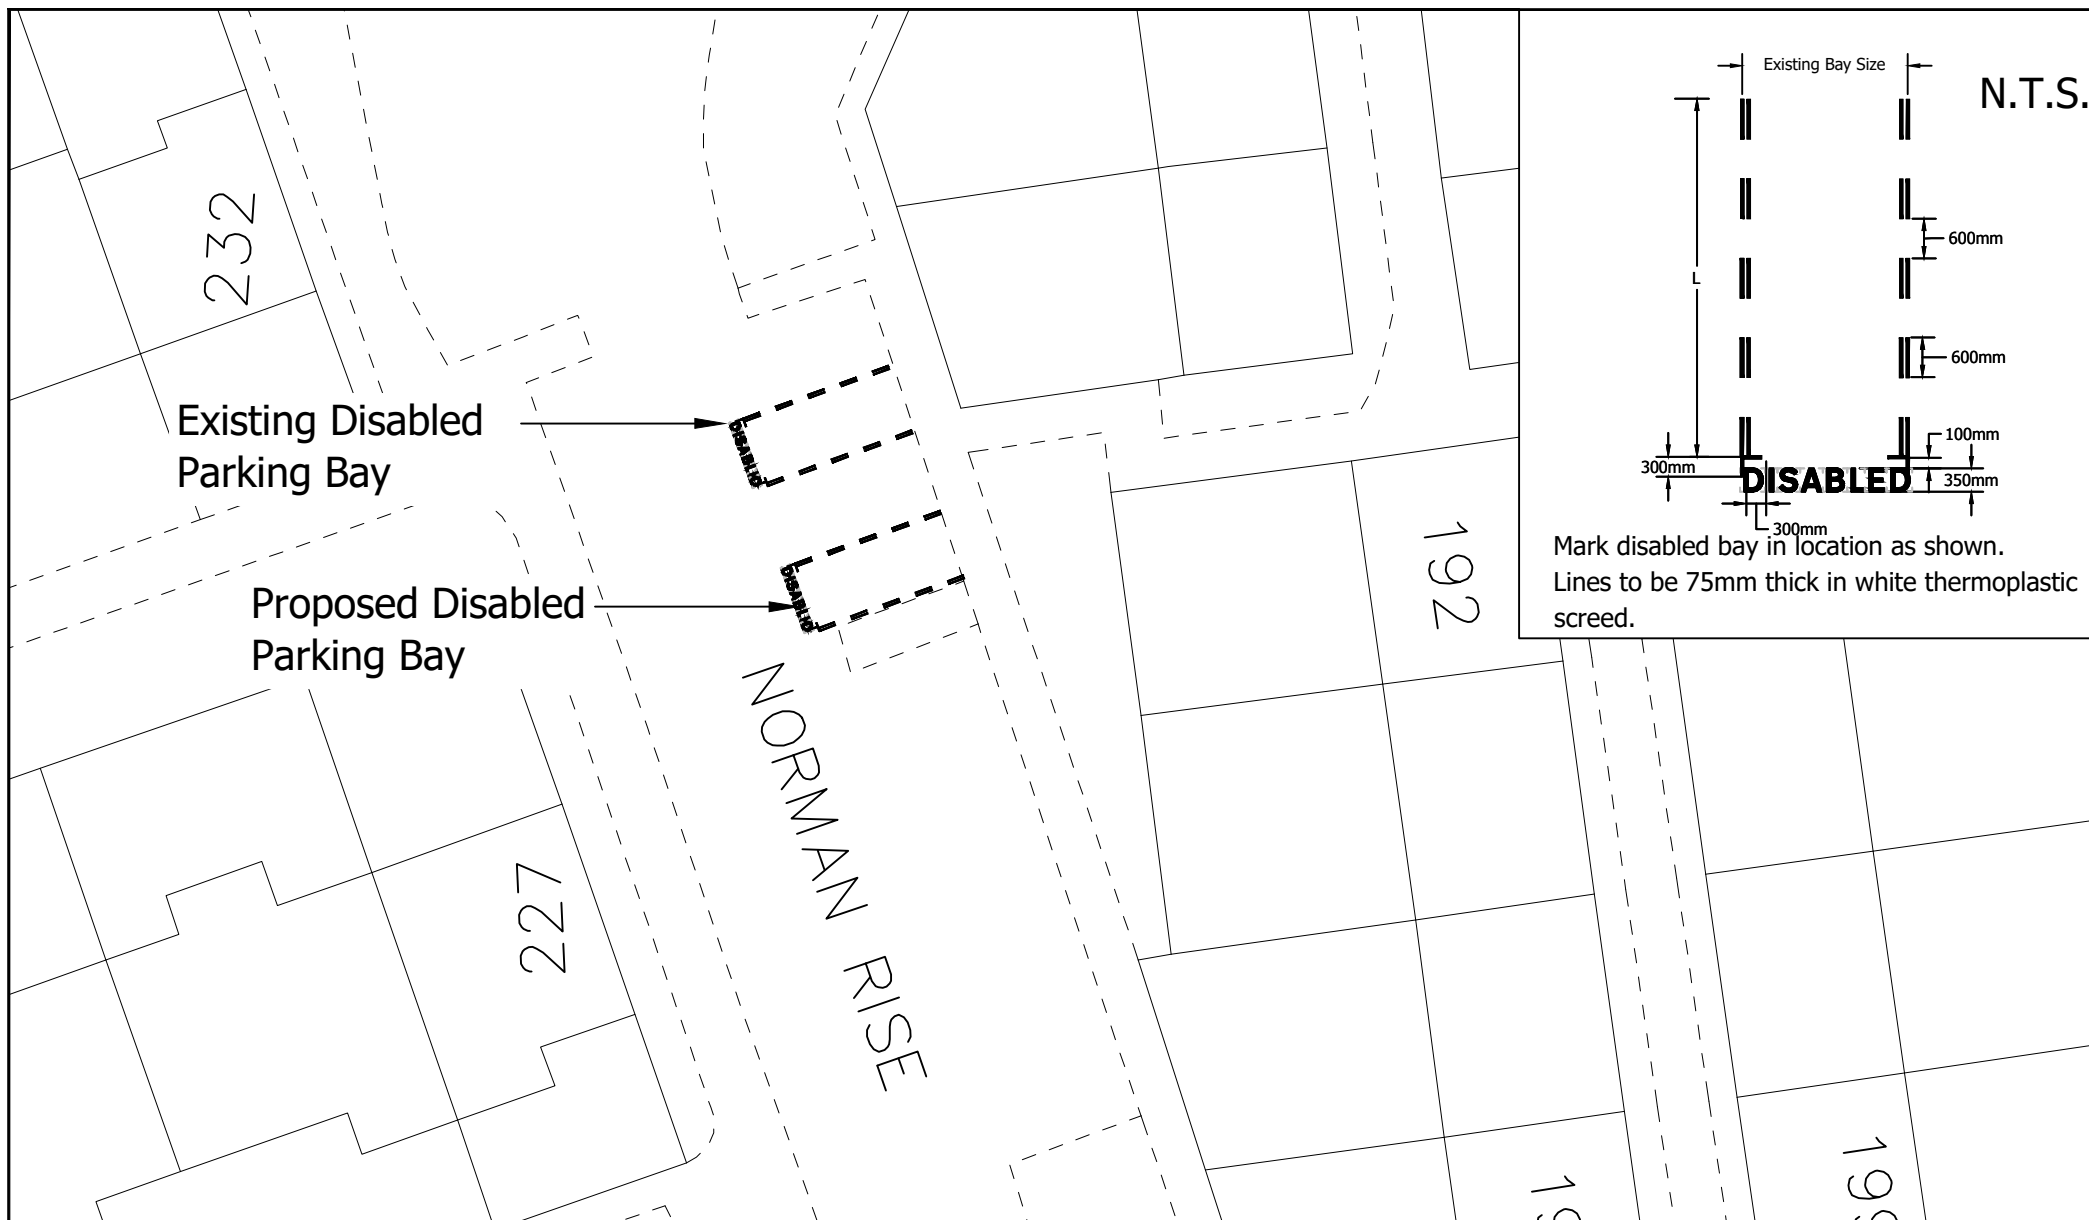 Existing Bay Size
N.T.S.
600mm
L
600mm
100mm
300mm
350mm
DISABLED
300mm
Mark disabled bay in location as shown.
Lines to be 75mm thick in white thermoplastic
screed.
232
Existing Disabled
Parking Bay
DISABLED
192
Proposed Disabled
Parking Bay
DISABLED
NORMAN RISE
227